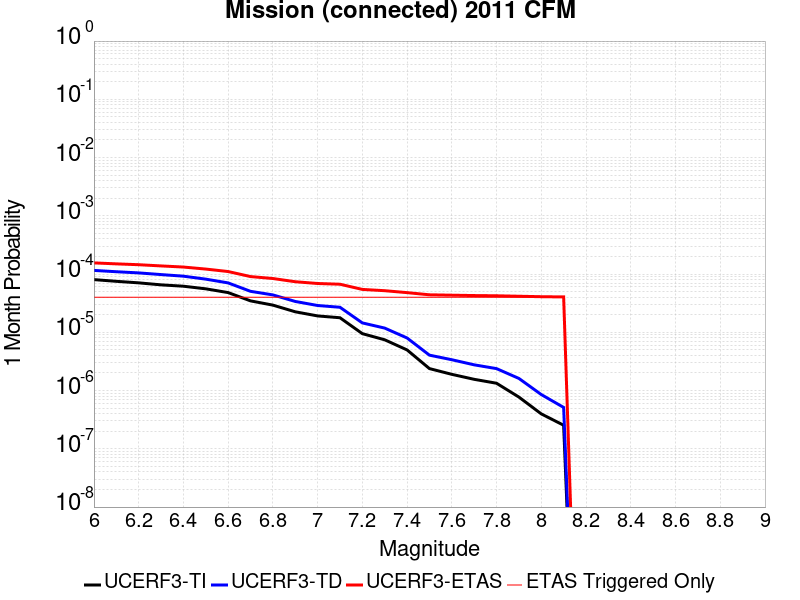 Mission (connected) 2011 CFM
10^0
10^-1
10^-2
10^-3
10^-4
10^-5
10^-6
10^-7
10^-8
1 Month Probability
6 6.2 6.4 6.6 6.8 7 7.2 7.4 7.6 7.8 8 8.2 8.4 8.6 8.8 9
Magnitude
UCERF3-TI UCERF3-TD UCERF3-ETAS ETAS Triggered Only